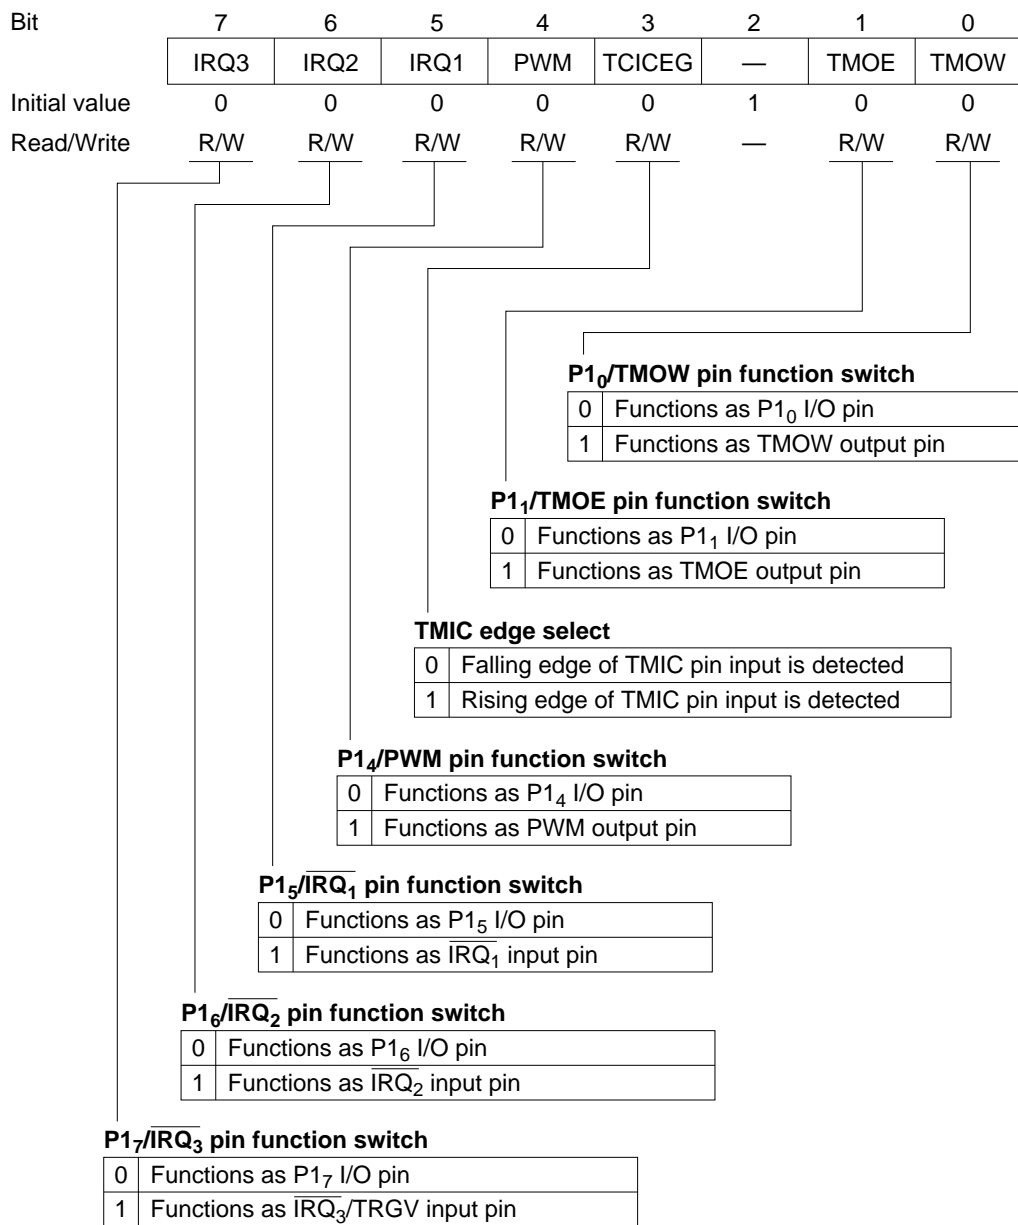 Bit 7 6 5 4 3 2 1 0
IRQ3 IRQ2 IRQ1 PWM TCICEG — TMOE TMOW
Initial value 0 0 0 0 0 1 0 0
Read/Write R/W R/W R/W R/W R/W — R/W R/W
P1₀/TMOW pin function switch
0 Functions as P1₀ I/O pin
1 Functions as TMOW output pin
P1₁/TMOE pin function switch
0 Functions as P1₁ I/O pin
1 Functions as TMOE output pin
TMIC edge select
0 Falling edge of TMIC pin input is detected
1 Rising edge of TMIC pin input is detected
P1₄/PWM pin function switch
0 Functions as P1₄ I/O pin
1 Functions as PWM output pin
P1₅/I̅R̅Q̅₁ pin function switch
0 Functions as P1₅ I/O pin
1 Functions as I̅R̅Q̅₁ input pin
P1₆/I̅R̅Q̅₂ pin function switch
0 Functions as P1₆ I/O pin
1 Functions as I̅R̅Q̅₂ input pin
P1₇/I̅R̅Q̅₃ pin function switch
0 Functions as P1₇ I/O pin
1 Functions as I̅R̅Q̅₃/TRGV input pin